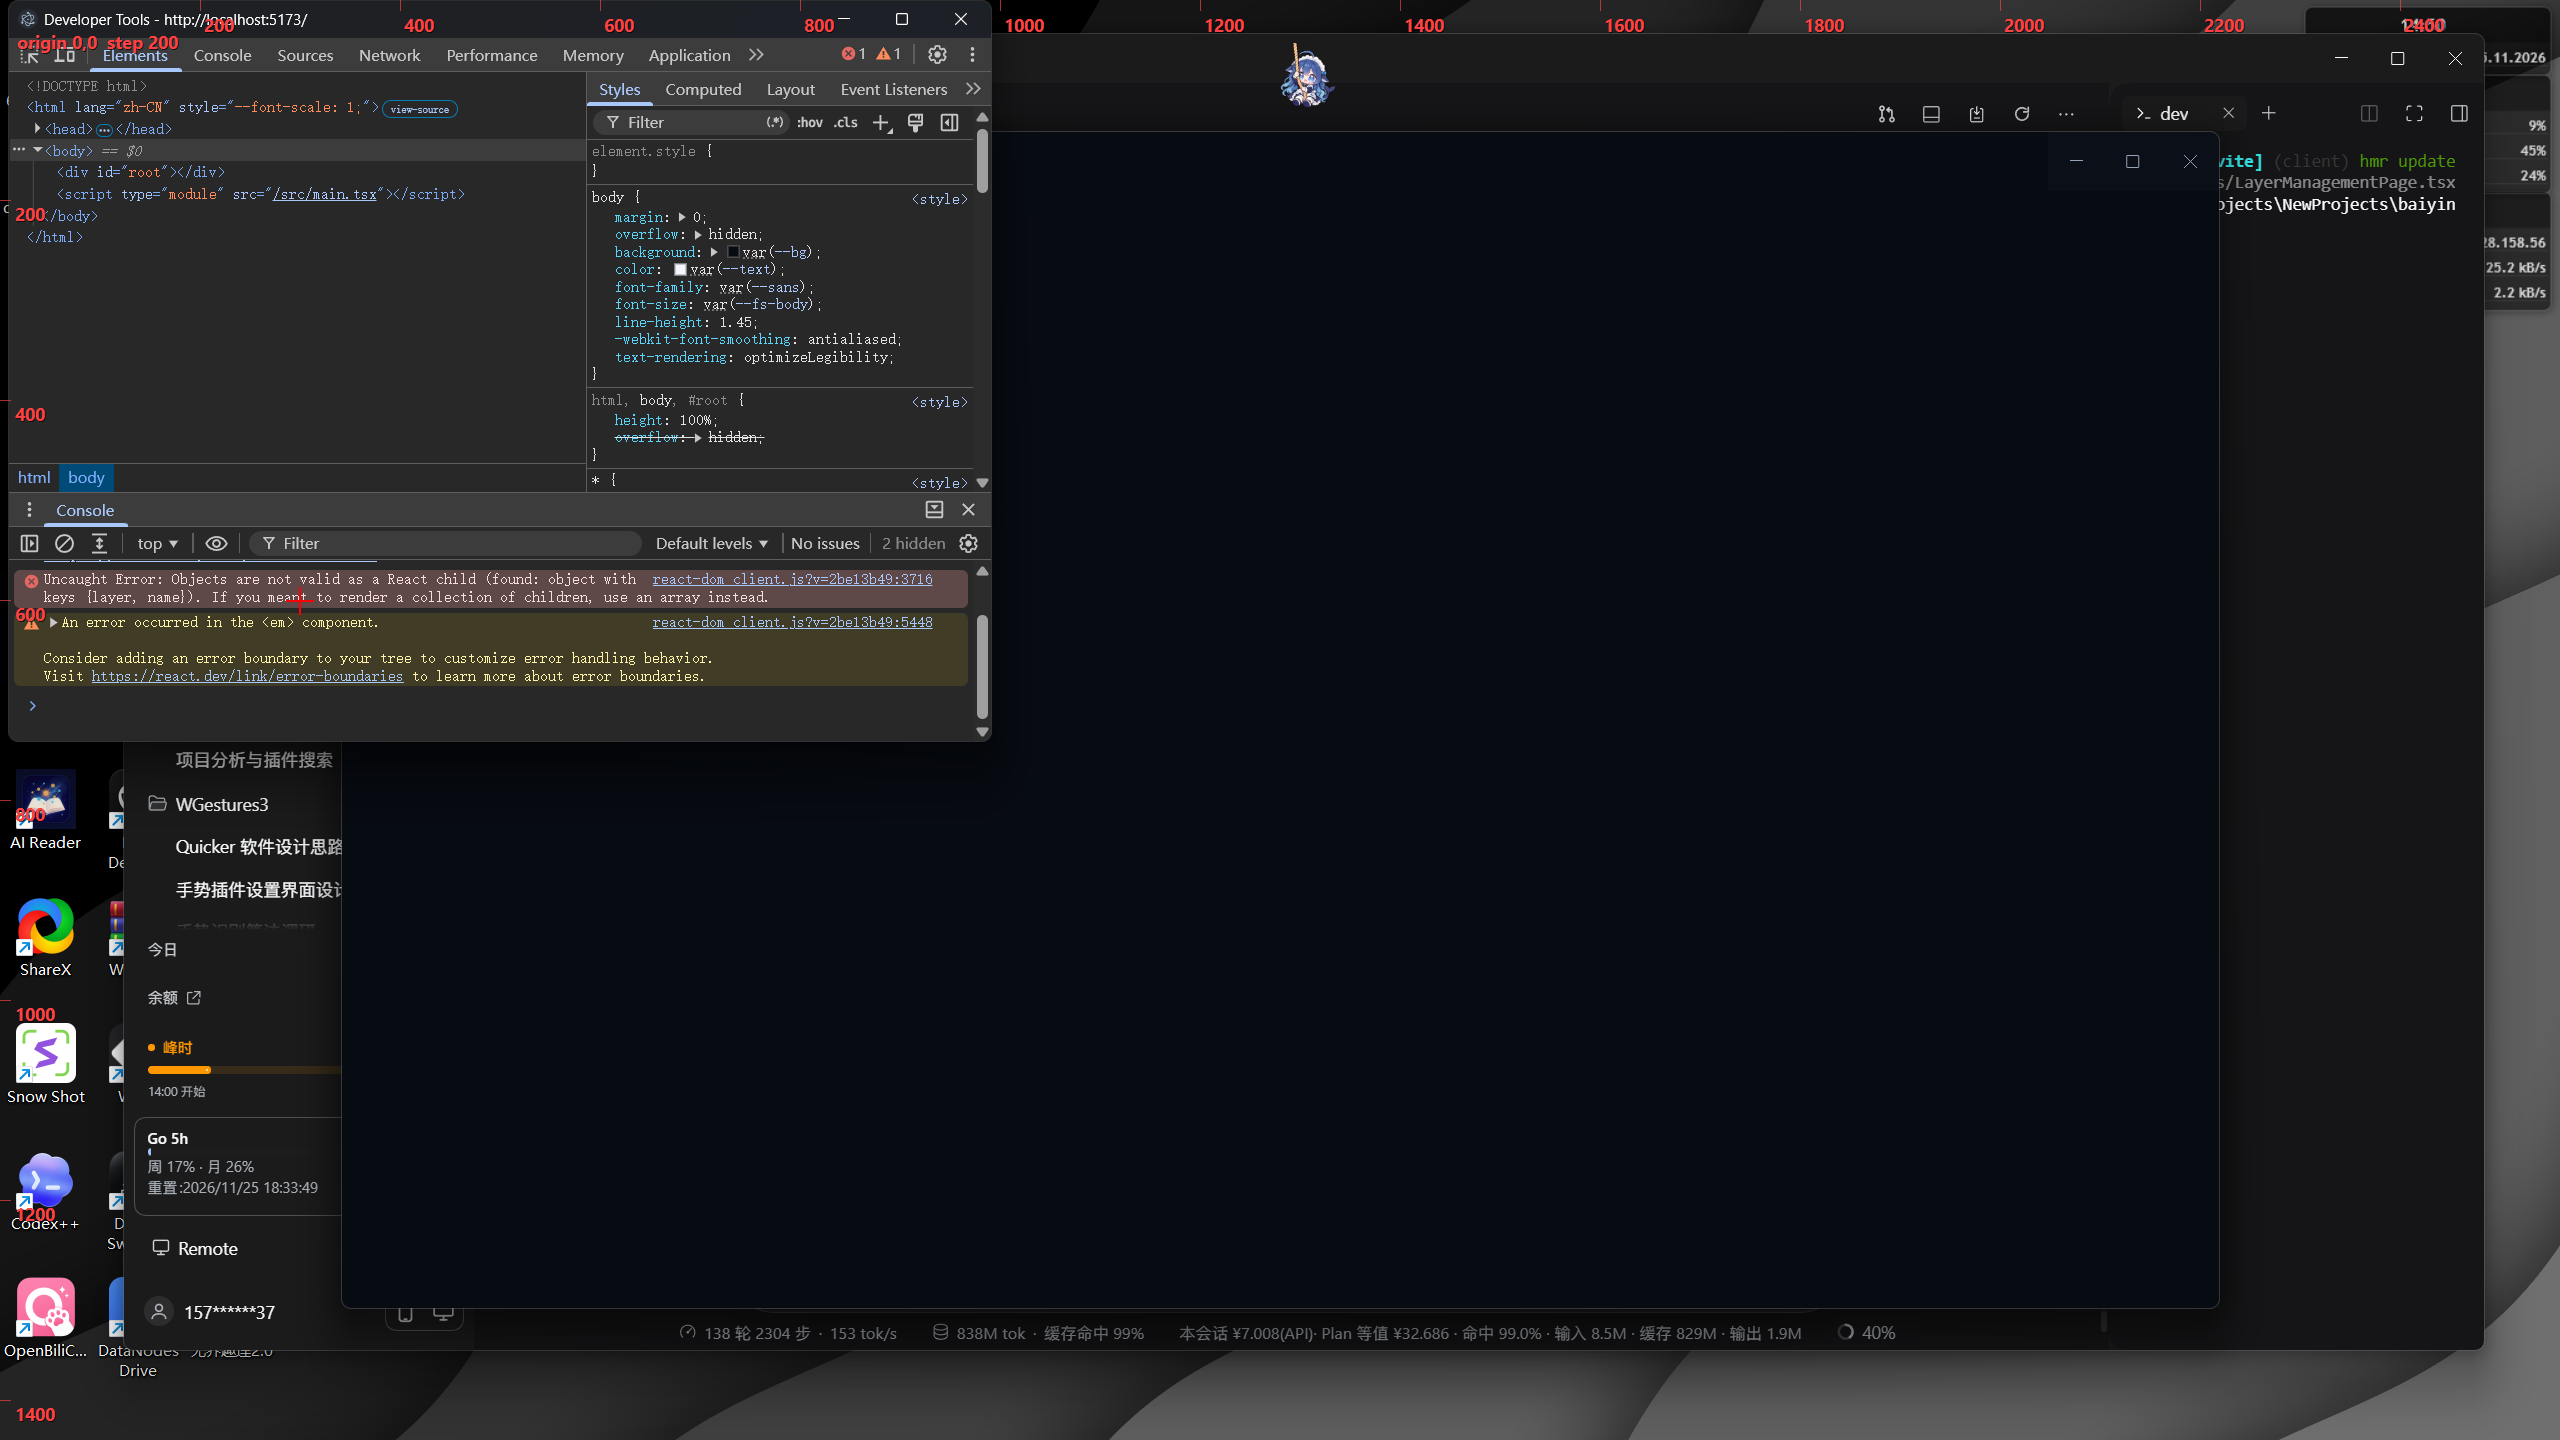 Developer Tools - http://localhost:5173/
200
400
600
800
1000
1200
1400
1600
1800
2000
2200
2400
origin 0,0 step 200
Elements
Console
Sources
Network
Performance
Memory
Application
1
1
<!DOCTYPE html>
<html lang="zh-CN" style="--font-scale: 1;">
view-source
<head> </head>
<body> == $0
<div id="root"></div>
<script type="module" src="/src/main.tsx"></script>
200
</body>
</html>
400
html
body
Styles
Computed
Layout
Event Listeners
Filter
(.*)
:hov
.cls
element.style {
}
body {
<style>
margin: 0;
overflow: hidden;
background: var(--bg);
color: var(--text);
font-family: var(--sans);
font-size: var(--fs-body);
line-height: 1.45;
-webkit-font-smoothing: antialiased;
text-rendering: optimizeLegibility;
}
html, body, #root {
<style>
height: 100%;
overflow: hidden;
}
* {
<style>
Console
top
Filter
Default levels
No issues
2 hidden
Uncaught Error: Objects are not valid as a React child (found: object with
react-dom_client.js?v=2be13b49:3716
keys {layer, name}). If you meant to render a collection of children, use an array instead.
600
An error occurred in the <em> component.
react-dom_client.js?v=2be13b49:5448
Consider adding an error boundary to your tree to customize error handling behavior.
Visit https://react.dev/link/error-boundaries to learn more about error boundaries.
dev
vite] (client) hmr update
s/LayerManagementPage.tsx
ojects\NewProjects\baiyin
.11.2026
9%
45%
24%
28.158.56
25.2 kB/s
2.2 kB/s
项目分析与插件搜索
WGestures3
Quicker 软件设计思路
手势插件设置界面设计
今日
余额
峰时
14:00 开始
Go 5h
周 17% · 月 26%
重置:2026/11/25 18:33:49
Remote
157******37
800
AI Reader
De
ShareX
W
1000
Snow Shot
1200
Codex++
D
Sw
OpenBiliC...
DataNodes
Drive
1400
138 轮 2304 步 · 153 tok/s
838M tok · 缓存命中 99%
本会话 ¥7.008(API)· Plan 等值 ¥32.686 · 命中 99.0% · 输入 8.5M · 缓存 829M · 输出 1.9M
40%